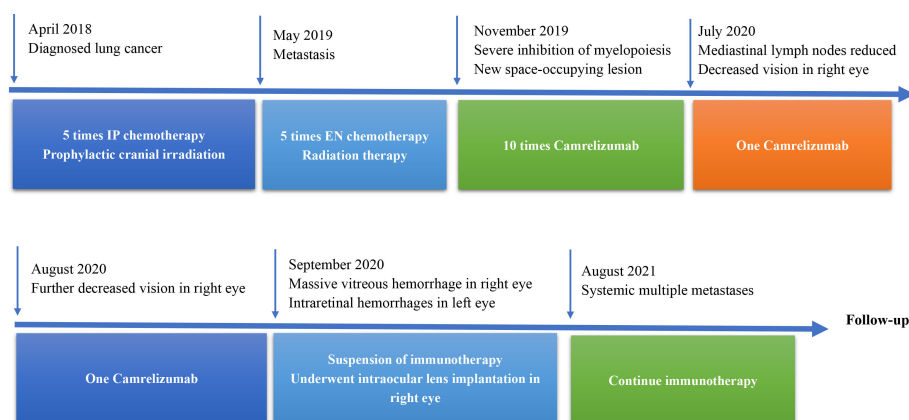 April 2018
Diagnosed lung cancer
May 2019
Metastasis
November 2019
Severe inhibition of myelopoiesis
New space-occupying lesion
July 2020
Mediastinal lymph nodes reduced
Decreased vision in right eye
5 times IP chemotherapy
Prophylactic cranial irradiation
5 times EN chemotherapy
Radiation therapy
10 times Camrelizumab
One Camrelizumab
August 2020
Further decreased vision in right eye
September 2020
Massive vitreous hemorrhage in right eye
Intraretinal hemorrhages in left eye
August 2021
Systemic multiple metastases
Follow-up
One Camrelizumab
Suspension of immunotherapy
Underwent intraocular lens implantation in
right eye
Continue immunotherapy